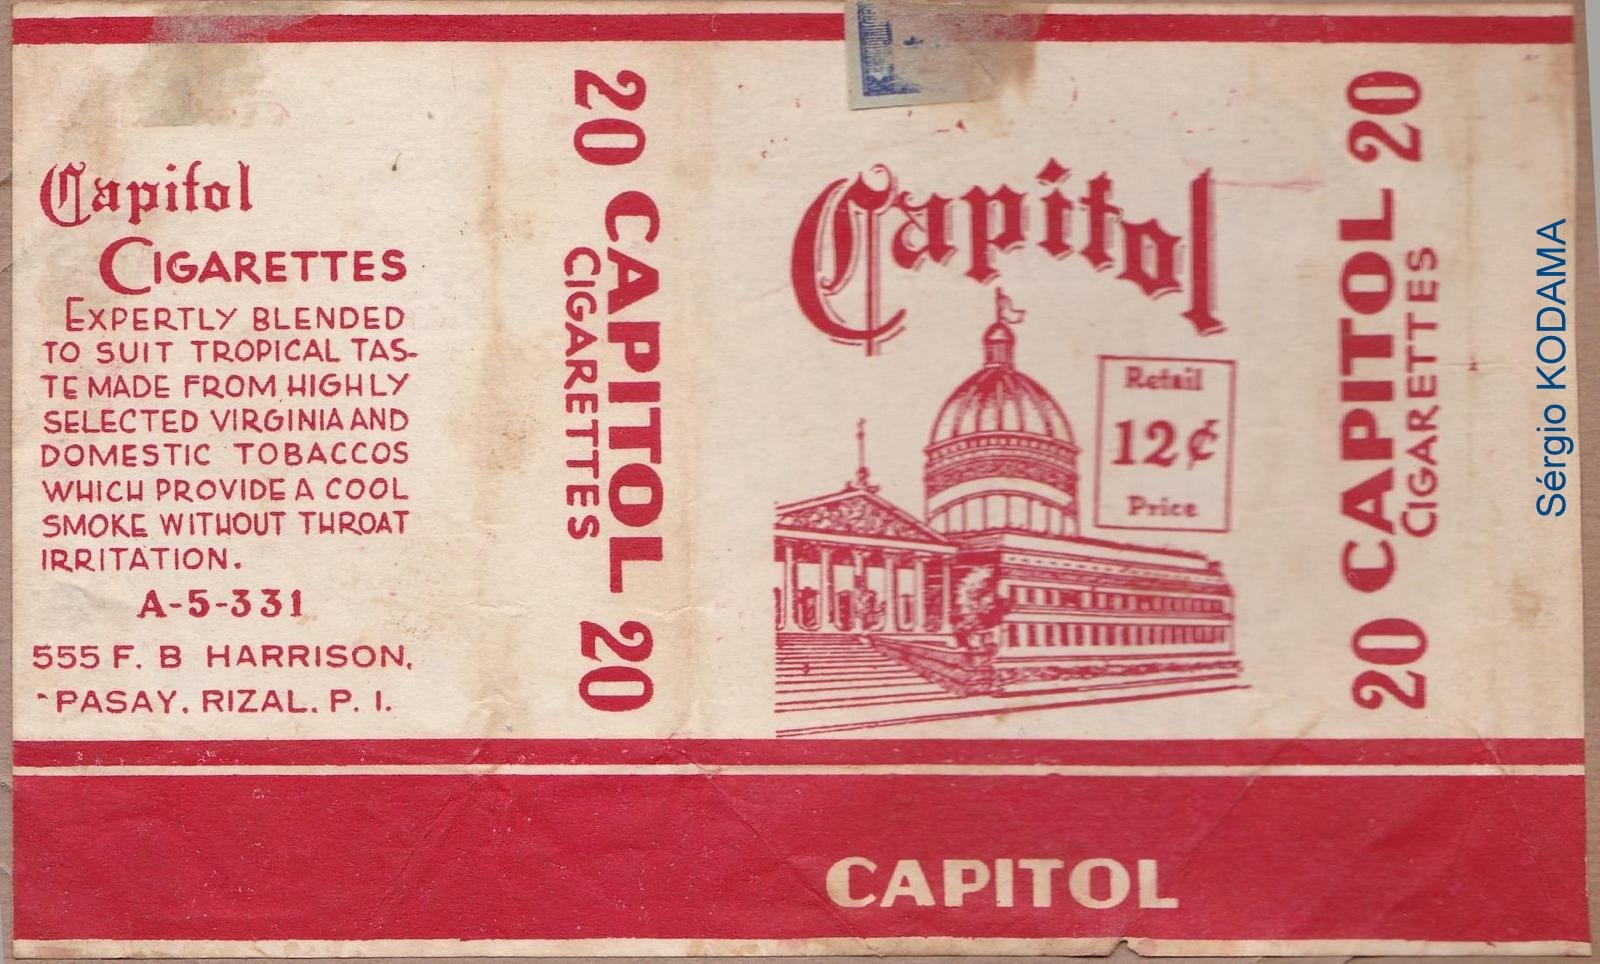 Capitol
CIGARETTES
EXPERTLY BLENDED
TO SUIT TROPICAL TAS-
TE MADE FROM HIGHLY
SELECTED VIRGINIA AND
DOMESTIC TOBACCOS
WHICH PROVIDE A COOL
SMOKE WITHOUT THROAT
IRRITATION.
A-5-331
555 F. B HARRISON,
PASAY. RIZAL. P. I.
20 CAPITOL 20
CIGARETTES
Capitol
Retail
12¢
Price
20 CAPITOL 20
CIGARETTES
CAPITOL
Sérgio KODAMA